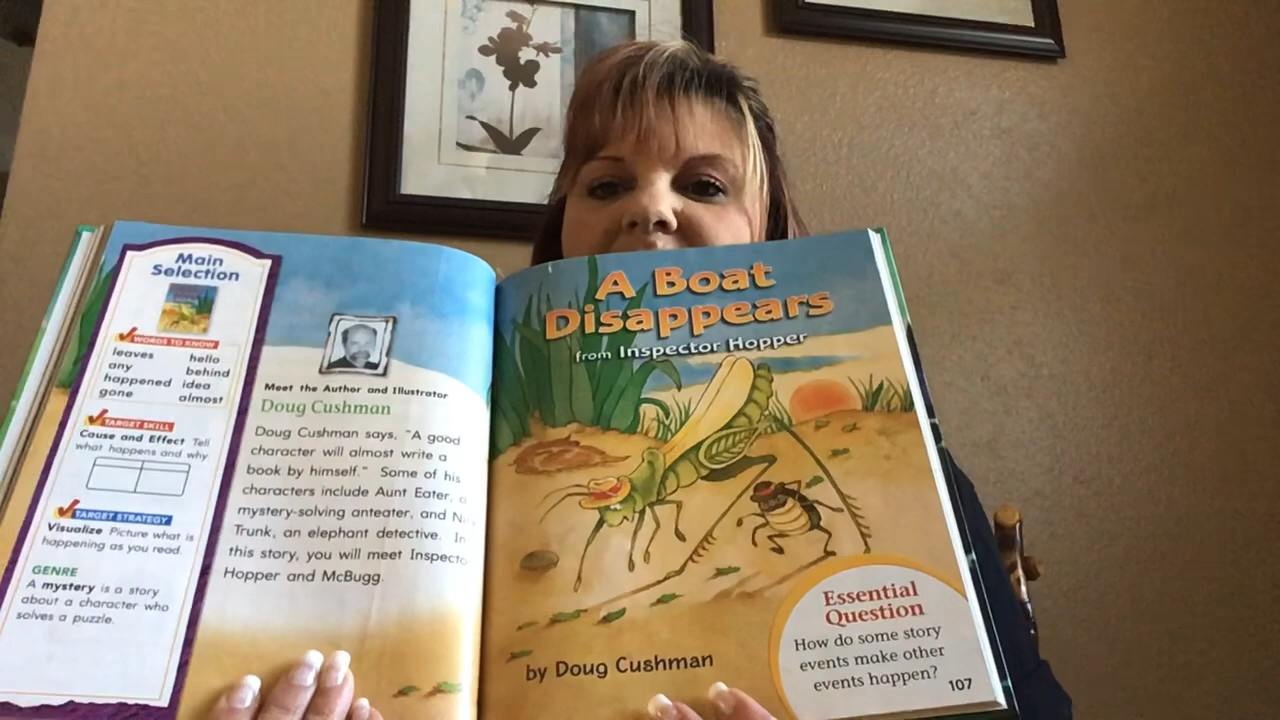 Main
Selection
WORDS TO KNOW
leaves hello
any behind
happened idea
gone almost
TARGET SKILL
Cause and Effect Tell
what happens and why
TARGET STRATEGY
Visualize Picture what is
happening as you read.
GENRE
A mystery is a story
about a character who
solves a puzzle.
Meet the Author and Illustrator
Doug Cushman
Doug Cushman says, "A good
character will almost write a
book by himself." Some of his
characters include Aunt Eater, a
mystery-solving anteater, and
Trunk, an elephant detective. In
this story, you will meet Inspecto
Hopper and McBugg.
A Boat
Disappears
from Inspector Hopper
by Doug Cushman
Essential
Question
How do some story
events make other
events happen?
107